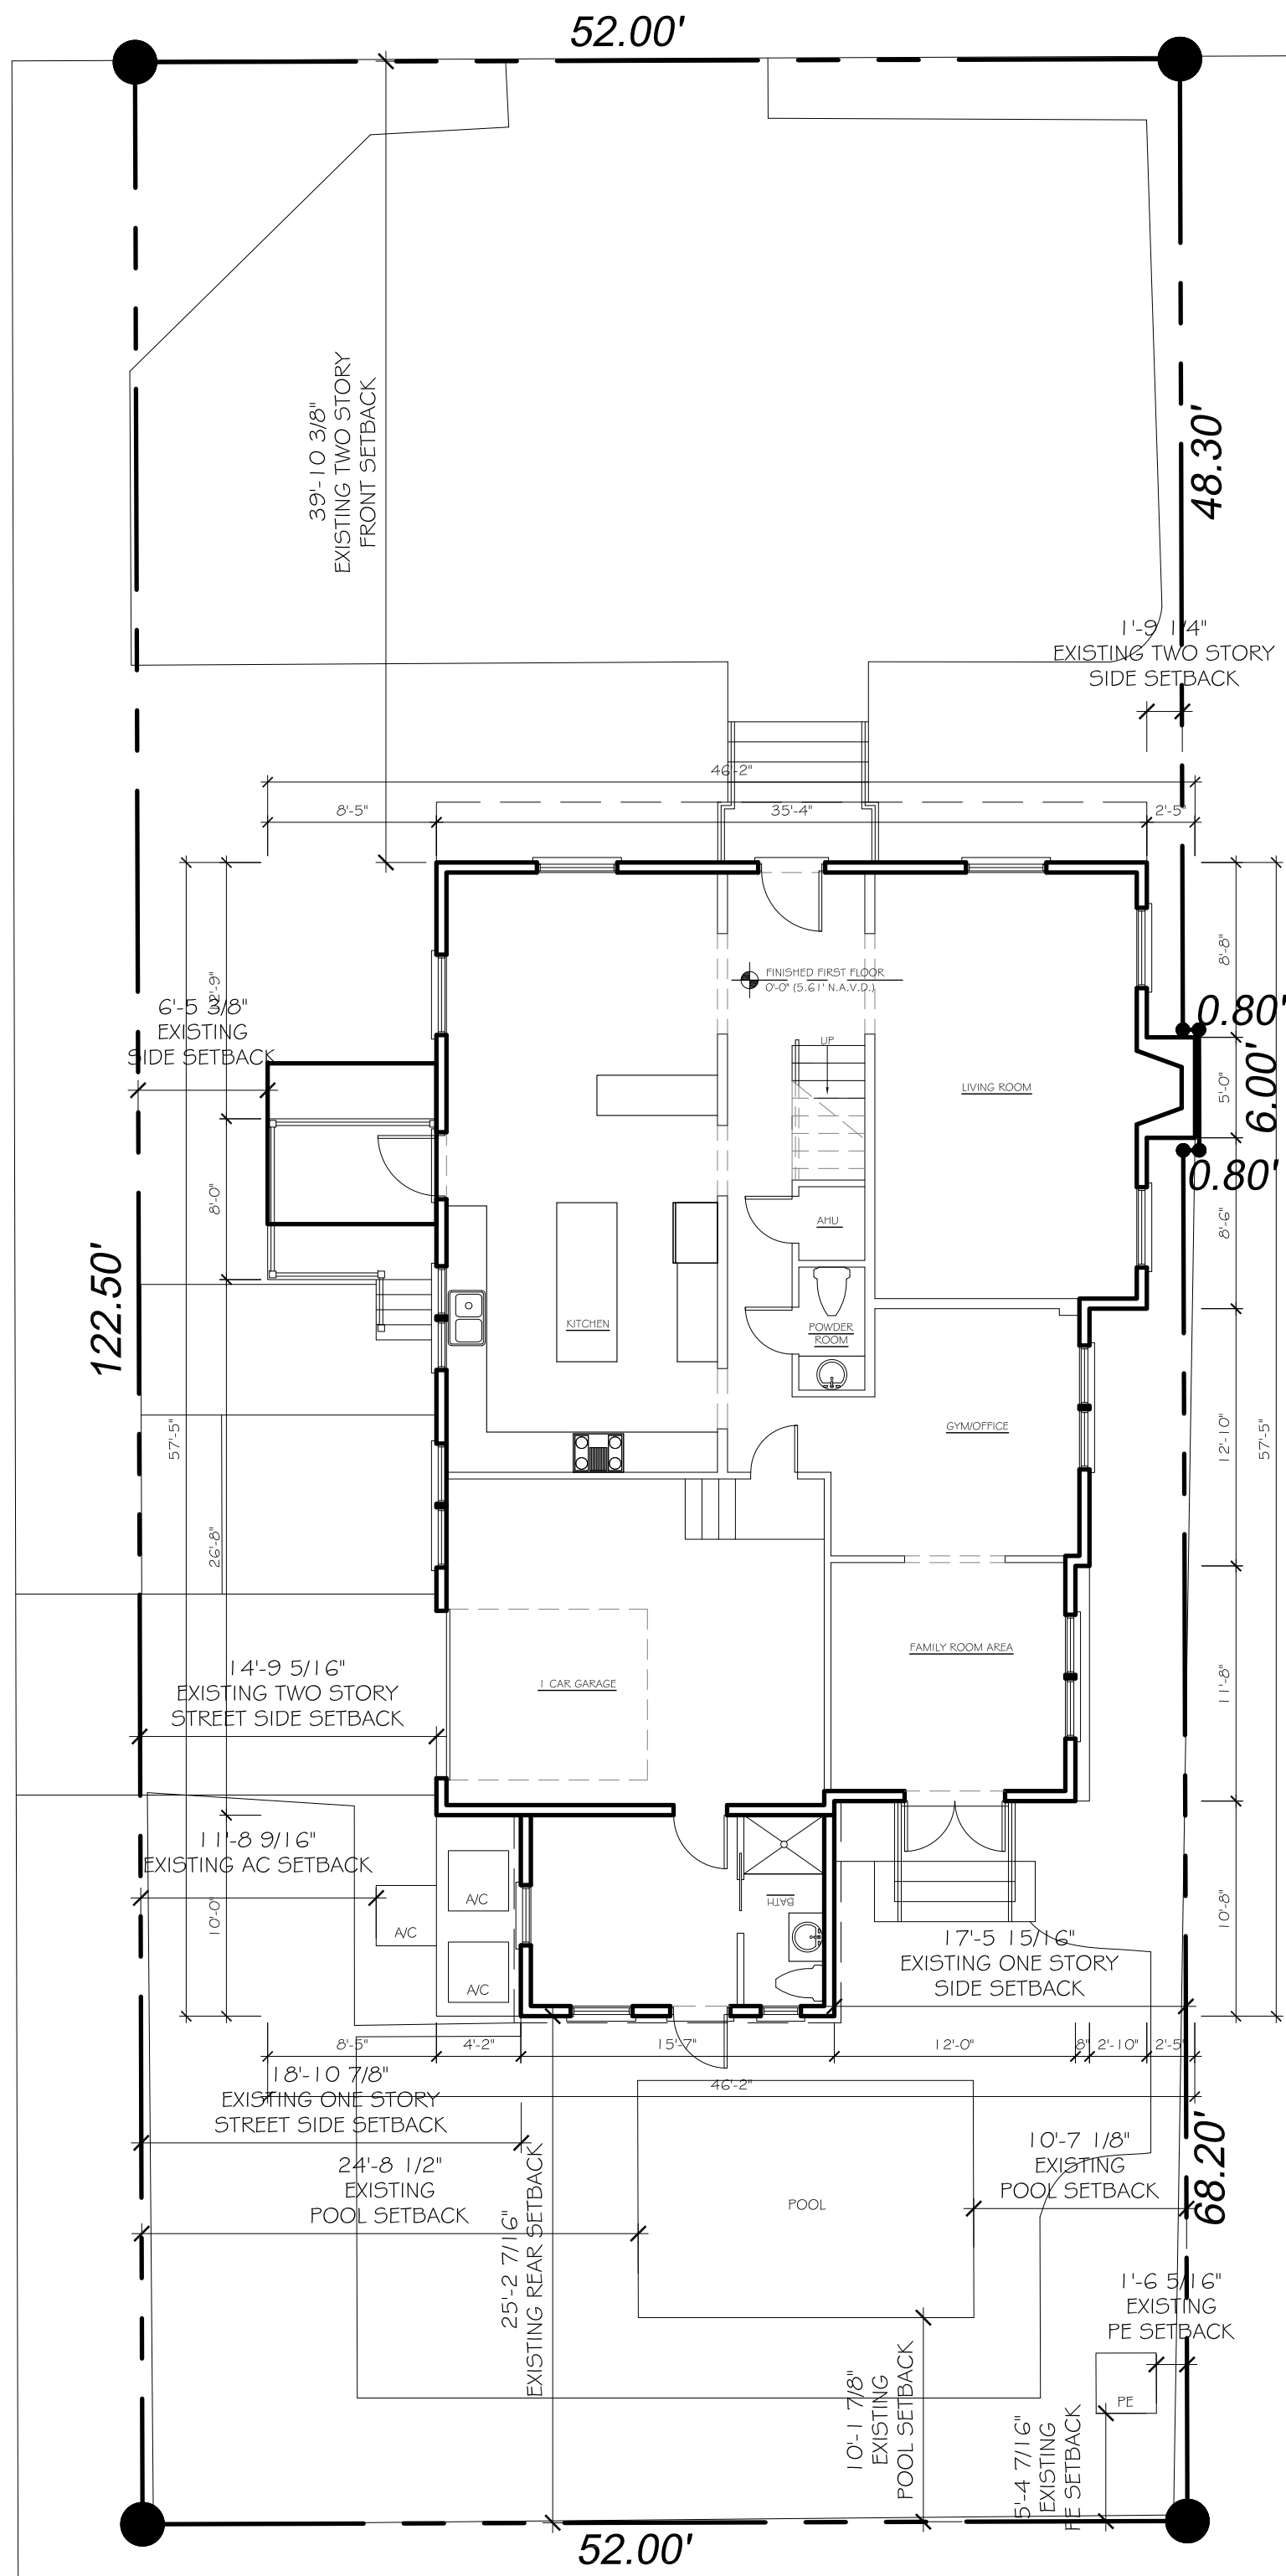 52.00'
39'-10 3/8"
EXISTING TWO STORY
FRONT SETBACK
48.30'
1'-9 1/4"
EXISTING TWO STORY
SIDE SETBACK
46'-2"
8'-5"
35'-4"
2'-5"
8'-8"
FINISHED FIRST FLOOR
0'-0" (5.61' N.A.V.D.)
6'-5 3/8"
EXISTING
SIDE SETBACK
0.80'
UP
LIVING ROOM
5'-0"
6.00'
0.80'
8'-0"
AHU
8'-6"
122.50'
KITCHEN
POWDER
ROOM
57'-5"
GYM/OFFICE
12'-10"
57'-5"
26'-8"
FAMILY ROOM AREA
14'-9 5/16"
EXISTING TWO STORY
STREET SIDE SETBACK
1 CAR GARAGE
11'-8"
11'-8 9/16"
EXISTING AC SETBACK
A/C
A/C
A/C
BATH
10'-0"
10'-8"
17'-5 15/16"
EXISTING ONE STORY
SIDE SETBACK
8'-5"
4'-2"
15'-7"
12'-0"
8"
2'-10"
2'-5"
46'-2"
18'-10 7/8"
EXISTING ONE STORY
STREET SIDE SETBACK
24'-8 1/2"
EXISTING
POOL SETBACK
25'-2 7/16"
EXISTING REAR SETBACK
POOL
10'-7 1/8"
EXISTING
POOL SETBACK
68.20'
1'-6 5/16"
EXISTING
PE SETBACK
PE
10'-1 7/8"
EXISTING
POOL SETBACK
5'-4 7/16"
EXISTING
PE SETBACK
52.00'